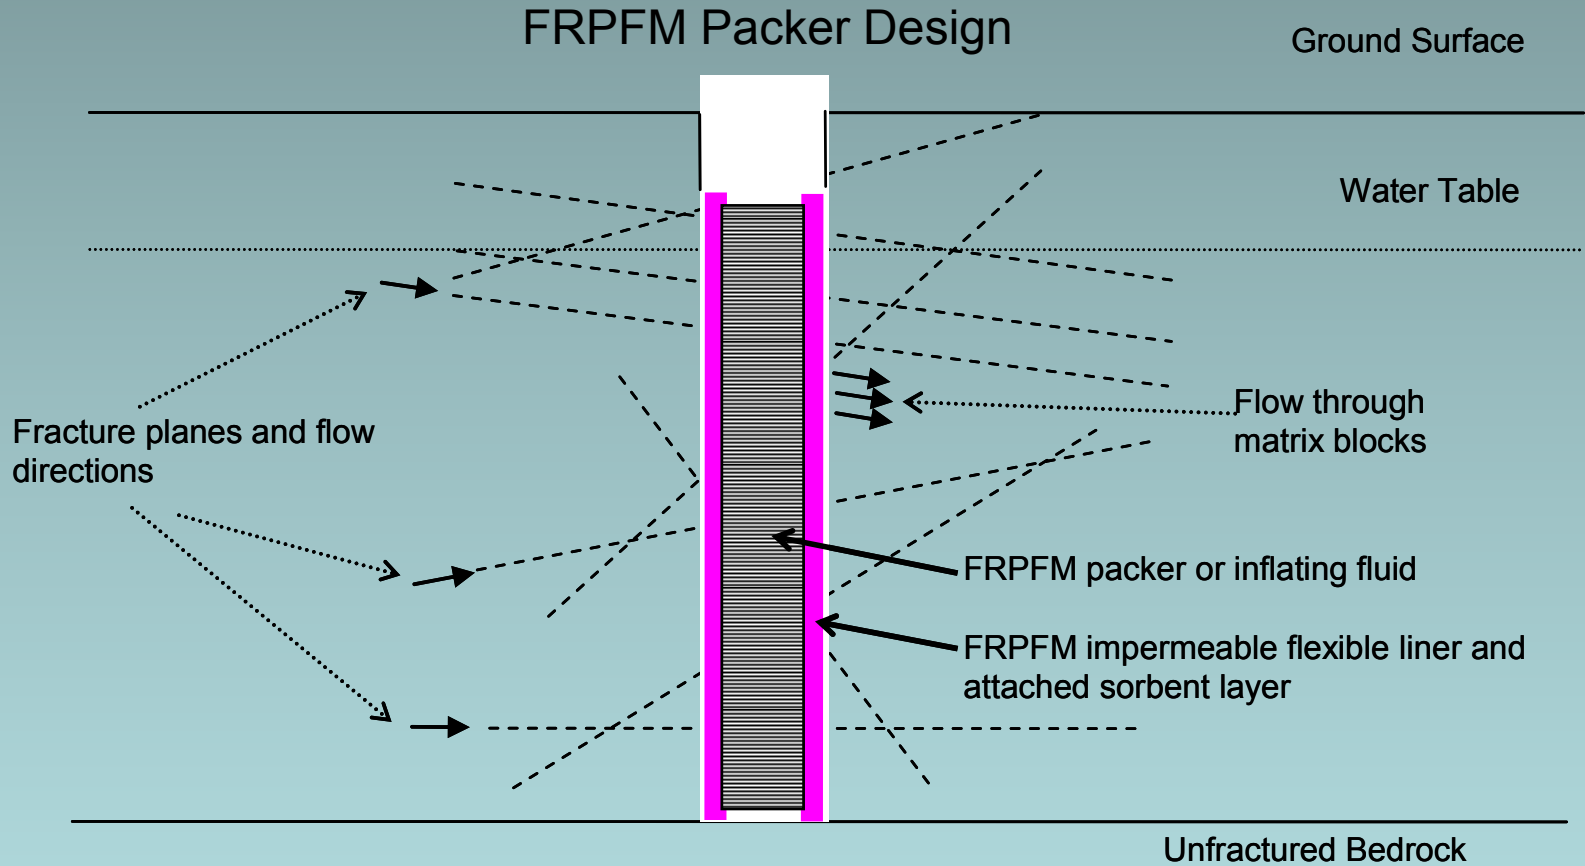 FRPFM Packer Design
Ground Surface
Water Table
Fracture planes and flow
directions
Flow through
matrix blocks
FRPFM packer or inflating fluid
FRPFM impermeable flexible liner and
attached sorbent layer
Unfractured Bedrock